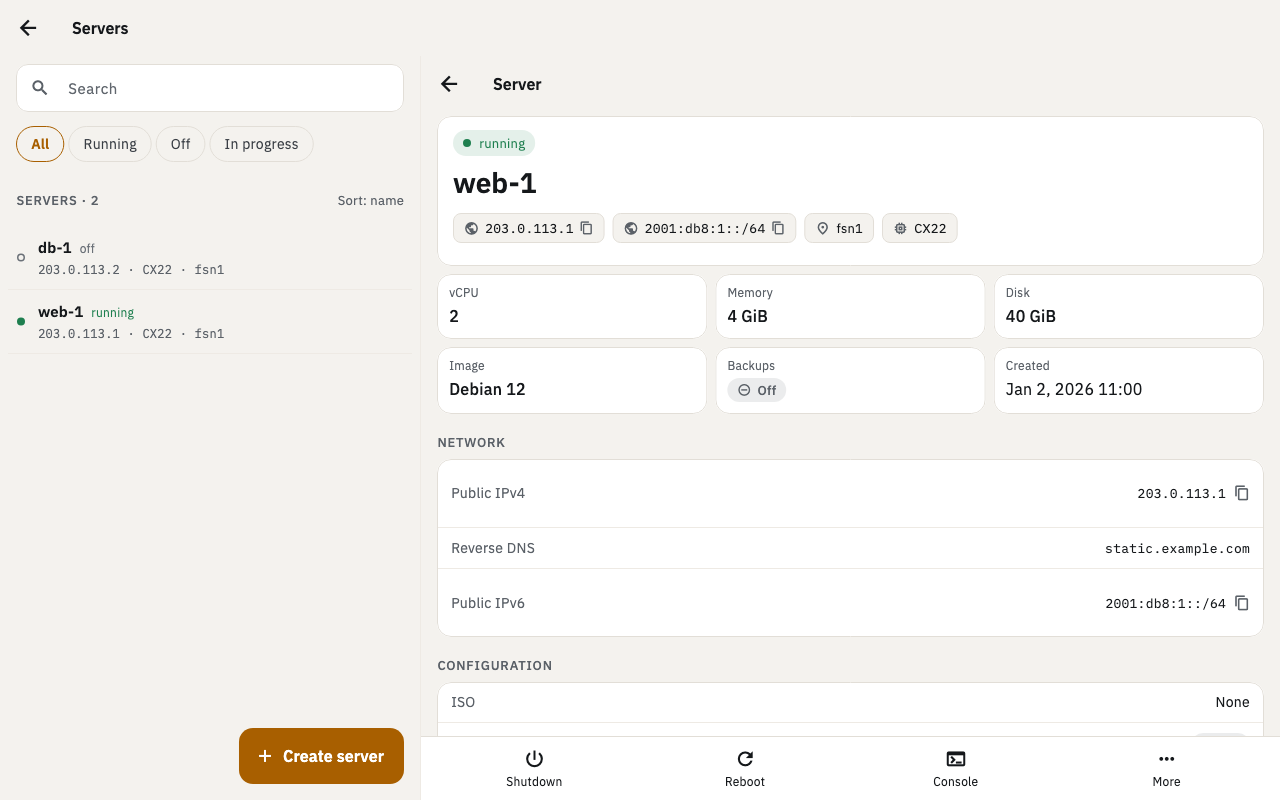 Servers
Search
All
Running
Off
In progress
SERVERS · 2
Sort: name
db-1 off
203.0.113.2 · CX22 · fsn1
web-1 running
203.0.113.1 · CX22 · fsn1
Create server
Server
running
web-1
203.0.113.1
2001:db8:1::/64
fsn1
CX22
vCPU
2
Memory
4 GiB
Disk
40 GiB
Image
Debian 12
Backups
Off
Created
Jan 2, 2026 11:00
NETWORK
Public IPv4
203.0.113.1
Reverse DNS
static.example.com
Public IPv6
2001:db8:1::/64
CONFIGURATION
ISO
None
Shutdown
Reboot
Console
More